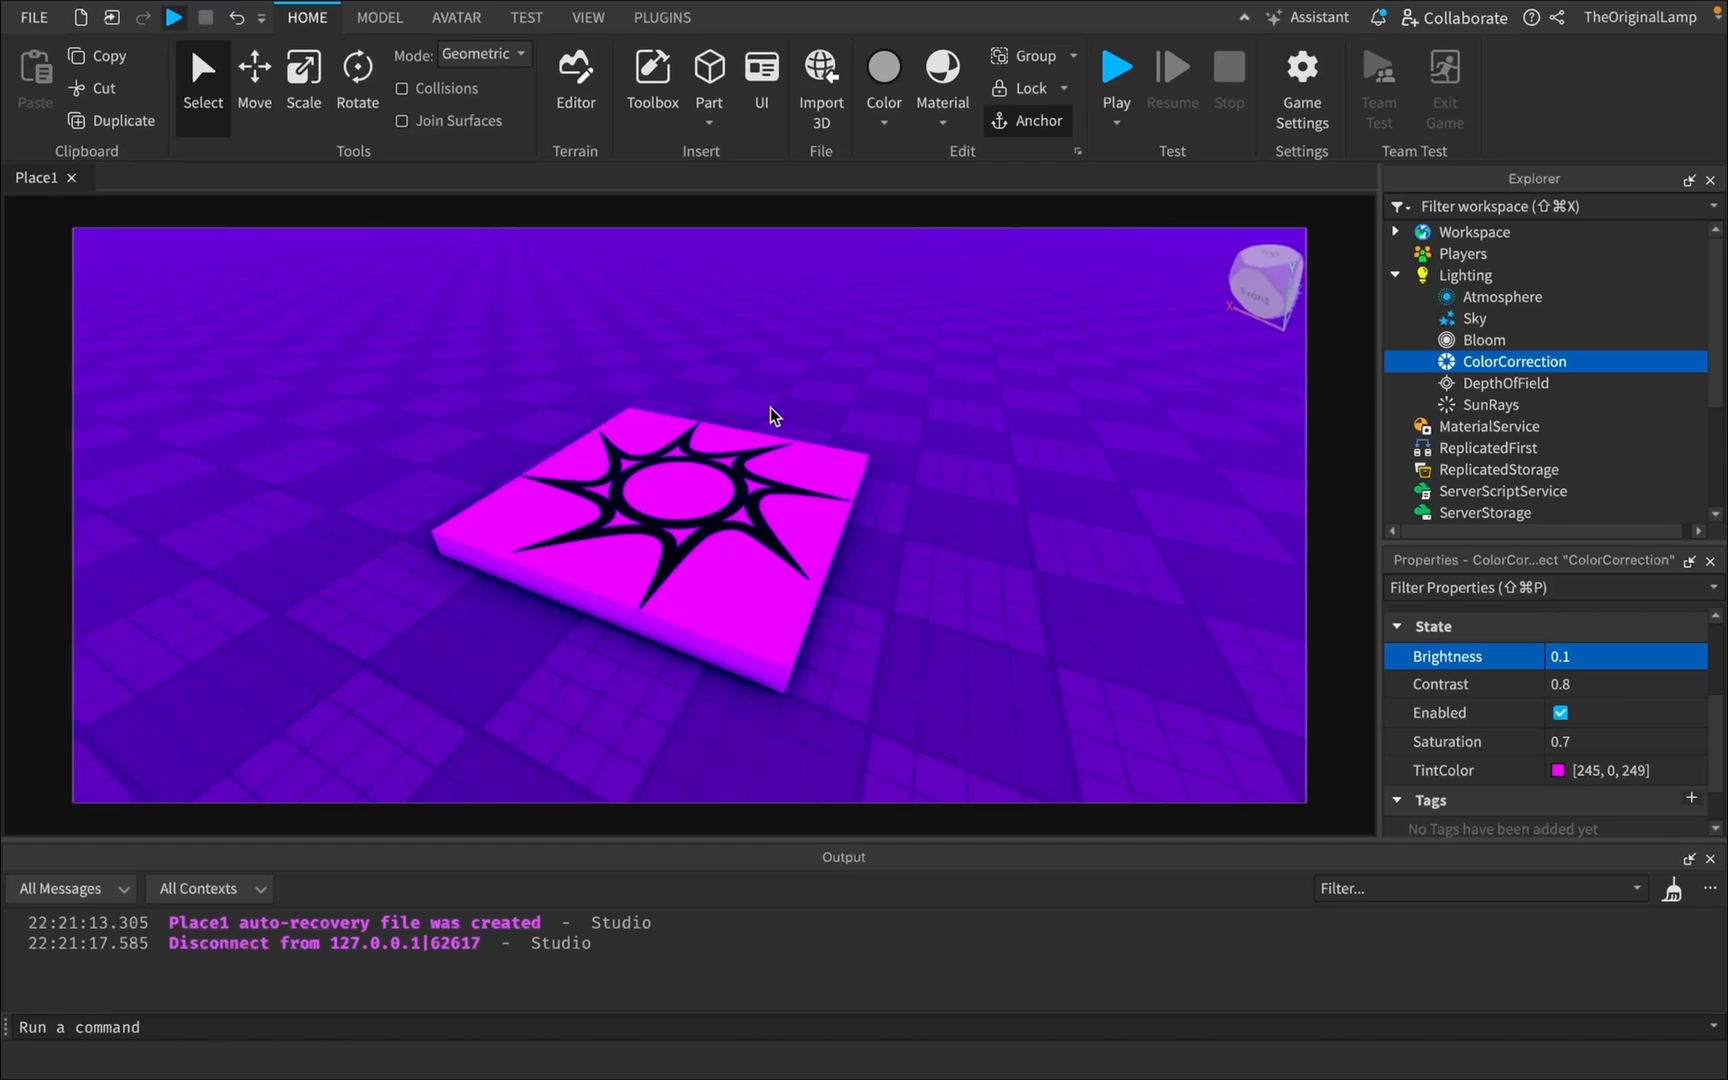 FILE HOME MODEL AVATAR TEST VIEW PLUGINS Assistant Collaborate TheOriginalLamp
Paste
Copy
Cut
Duplicate
Clipboard
Select Move Scale Rotate
Mode: Geometric
Collisions
Join Surfaces
Tools
Editor
Terrain
Toolbox Part UI
Insert
Import
3D
File
Color Material
Group
Lock
Anchor
Edit
Play Resume Stop
Test
Game
Settings
Settings
Team
Test
Exit
Game
Team Test
Place1
Front
X
Y
Explorer
Filter workspace (⇧⌘X)
Workspace
Players
Lighting
Atmosphere
Sky
Bloom
ColorCorrection
DepthOfField
SunRays
MaterialService
ReplicatedFirst
ReplicatedStorage
ServerScriptService
ServerStorage
Properties - ColorCor...ect "ColorCorrection"
Filter Properties (⇧⌘P)
State
Brightness 0.1
Contrast 0.8
Enabled
Saturation 0.7
TintColor [245, 0, 249]
Tags
No Tags have been added yet
Output
All Messages All Contexts Filter...
22:21:13.305 Place1 auto-recovery file was created - Studio
22:21:17.585 Disconnect from 127.0.0.1|62617 - Studio
Run a command